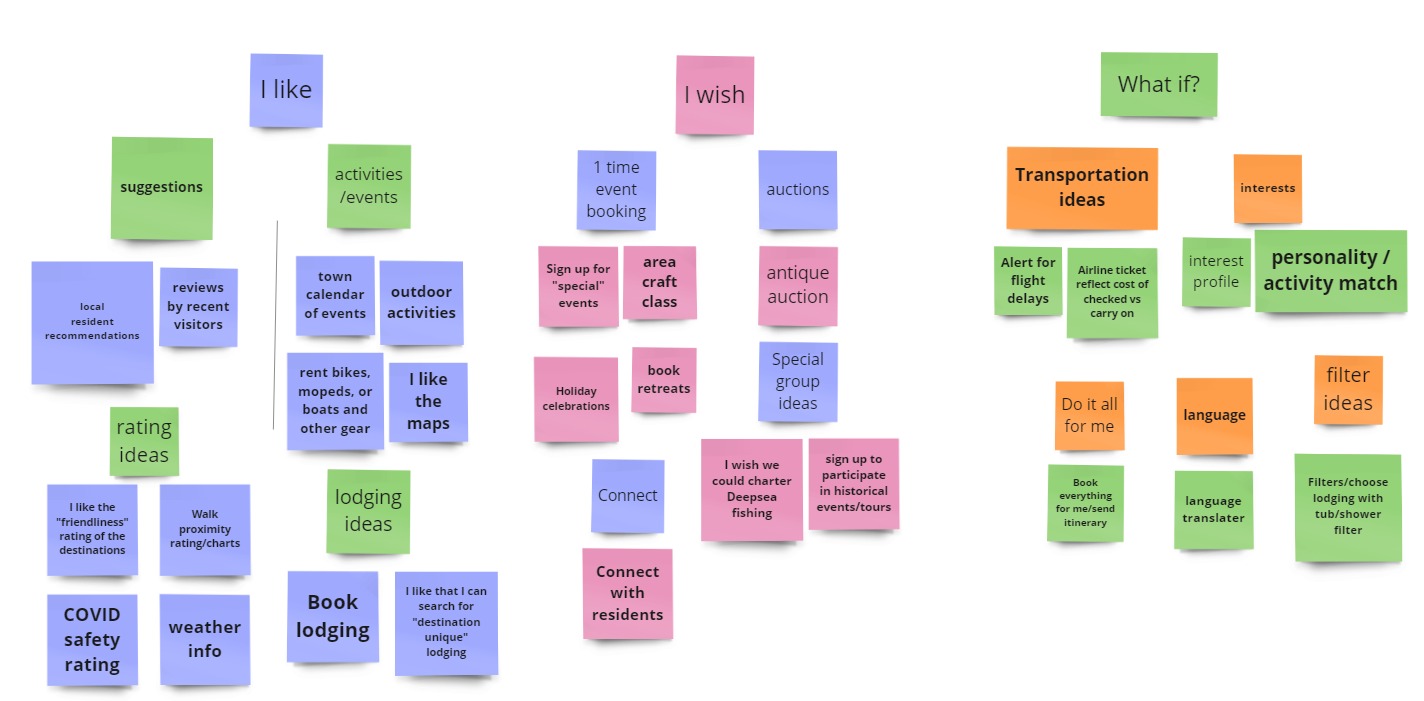 I like
suggestions
activities
/events
local
resident
recommendations
reviews
by recent
visitors
town
calendar
of events
outdoor
activities
rent bikes,
mopeds, or
boats and
other gear
I like
the
maps
rating
ideas
I like the
"friendliness"
rating of the
destinations
Walk
proximity
rating/charts
COVID
safety
rating
weather
info
lodging
ideas
Book
lodging
I like that I can
search for
"destination
unique"
lodging
I wish
1 time
event
booking
auctions
Sign up for
"special"
events
area
craft
class
antique
auction
Holiday
celebrations
book
retreats
Special
group
ideas
Connect
I wish we
could charter
Deepsea
fishing
sign up to
participate
in historical
events/tours
Connect
with
residents
What if?
Transportation
ideas
interests
Alert for
flight
delays
Airline ticket
reflect cost of
checked vs
carry on
interest
profile
personality /
activity match
Do it all
for me
language
filter
ideas
Book
everything
for me/send
itinerary
language
translater
Filters/choose
lodging with
tub/shower
filter